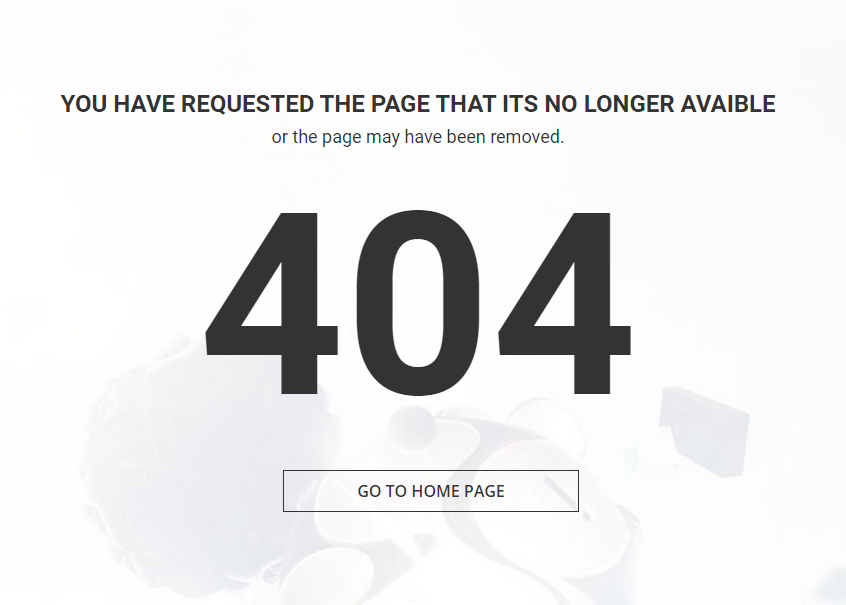 YOU HAVE REQUESTED THE PAGE THAT ITS NO LONGER AVAIBLE
or the page may have been removed.
404
GO TO HOME PAGE